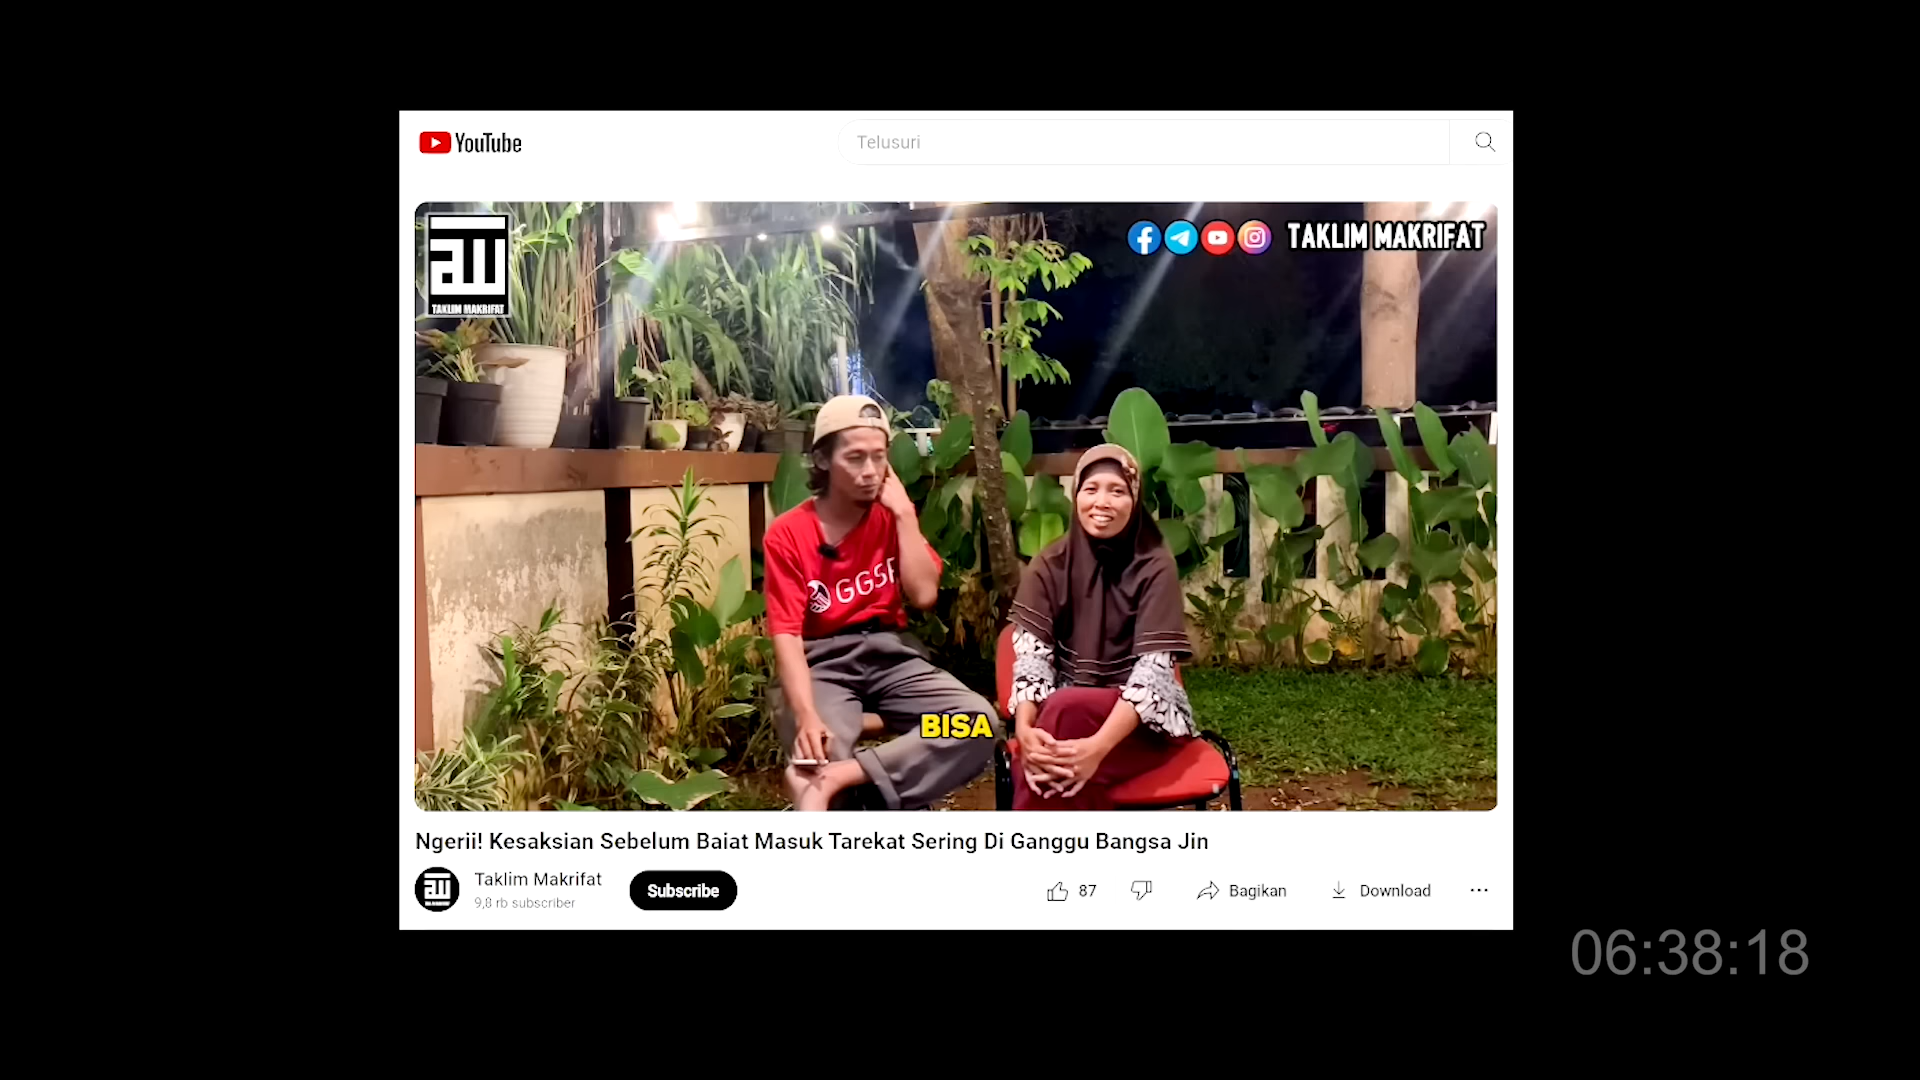 YouTube
Telusuri
TAKLIM MAKRIFAT
TAKLIM MAKRIFAT
GGSF
BISA
Ngerii! Kesaksian Sebelum Baiat Masuk Tarekat Sering Di Ganggu Bangsa Jin
Taklim Makrifat
9,8 rb subscriber
Subscribe
87
Bagikan
Download
06:38:18